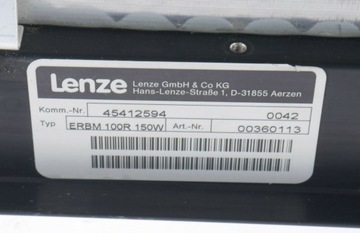 Lenze
Lenze GmbH & Co KG
Hans-Lenze-Straße 1, D-31855 Aerzen
Komm.-Nr. 45412594 0042
Typ ERBM 100R 150W Art.-Nr. 00360113